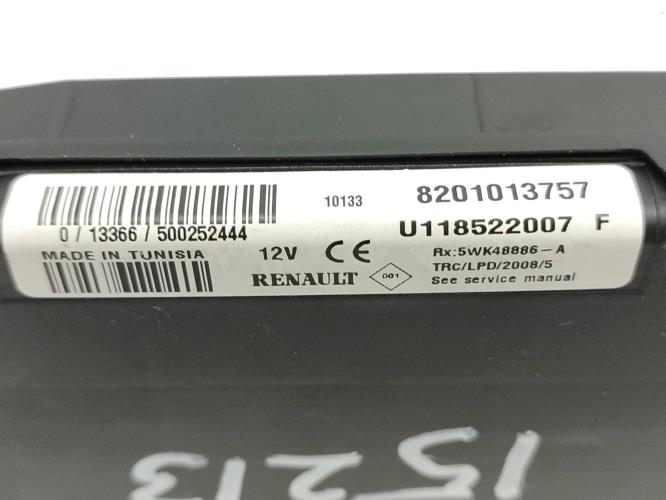 10133 8201013757
0 / 13366 / 500252444
U118522007 F
MADE IN TUNISIA 12V CE Rx:5WK48886-A
RENAULT 001 TRC/LPD/2008/5
See service manual
15213